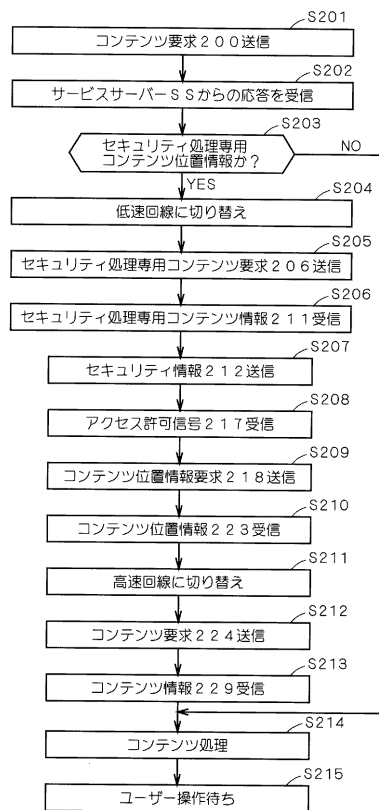 S201
コンテンツ要求200送信
S202
サービスサーバーSSからの応答を受信
S203
セキュリティ処理専用
コンテンツ位置情報か?
NO
YES
S204
低速回線に切り替え
S205
セキュリティ処理専用コンテンツ要求206送信
S206
セキュリティ処理専用コンテンツ情報211受信
S207
セキュリティ情報212送信
S208
アクセス許可信号217受信
S209
コンテンツ位置情報要求218送信
S210
コンテンツ位置情報223受信
S211
高速回線に切り替え
S212
コンテンツ要求224送信
S213
コンテンツ情報229受信
S214
コンテンツ処理
S215
ユーザー操作待ち